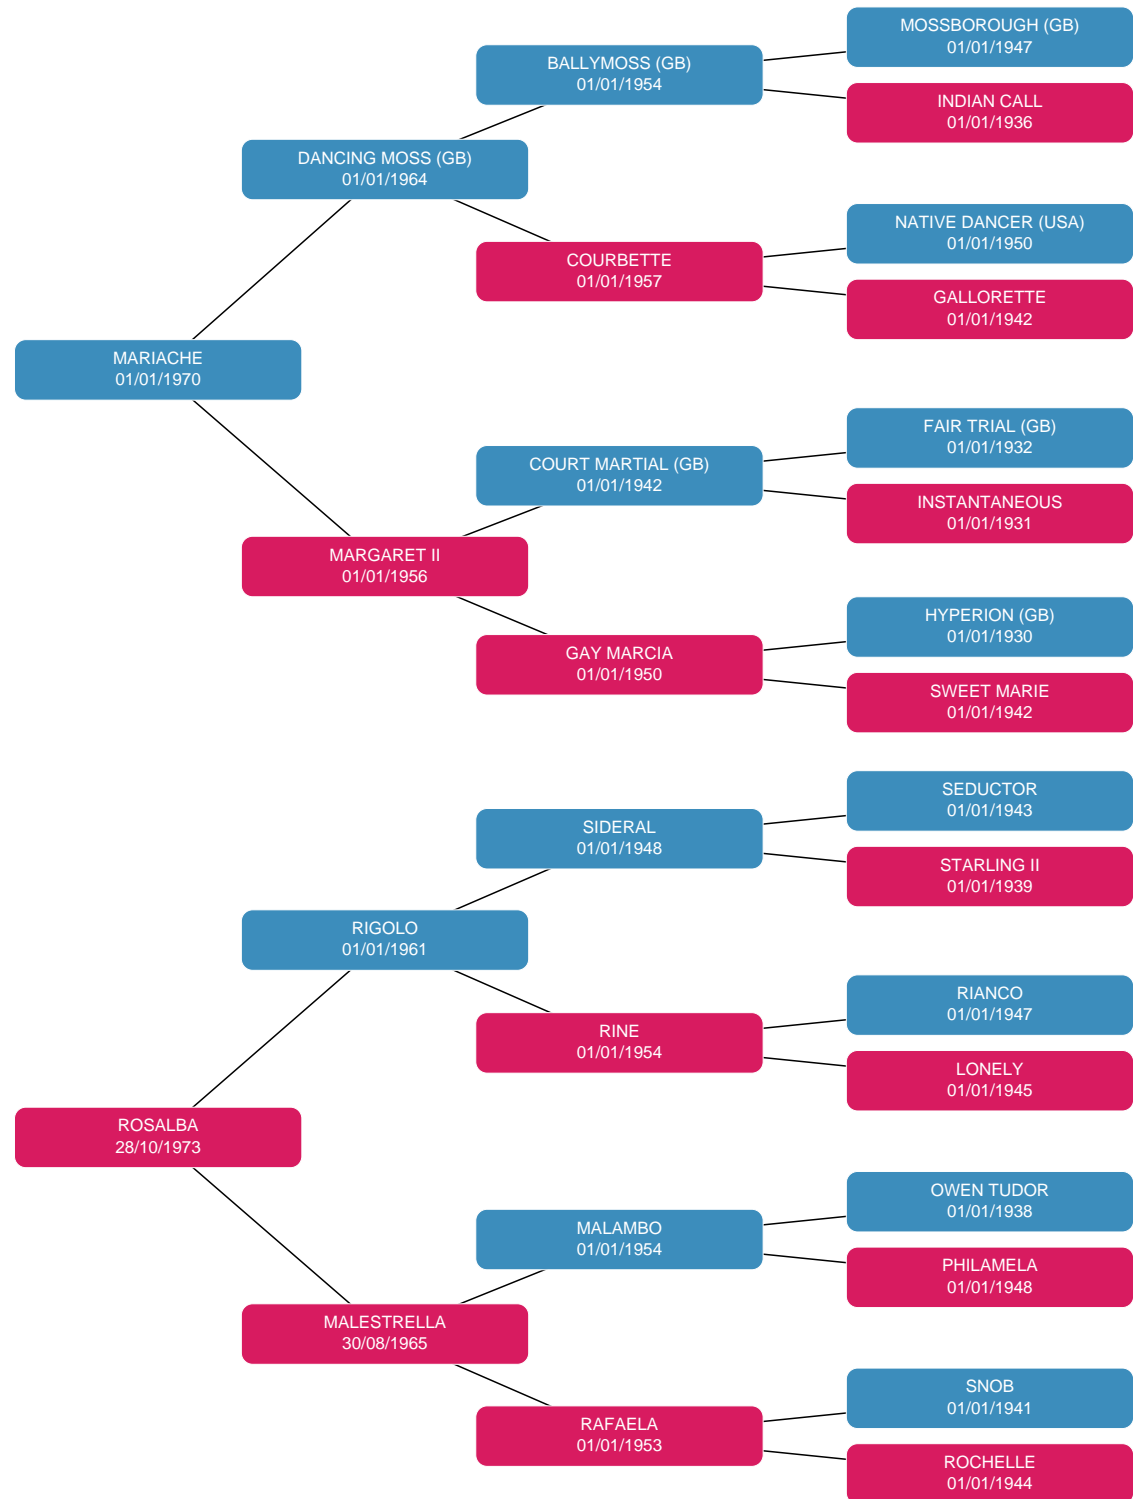 MOSSBOROUGH (GB)
01/01/1947
BALLYMOSS (GB)
01/01/1954
INDIAN CALL
01/01/1936
DANCING MOSS (GB)
01/01/1964
NATIVE DANCER (USA)
01/01/1950
COURBETTE
01/01/1957
GALLORETTE
01/01/1942
MARIACHE
01/01/1970
FAIR TRIAL (GB)
01/01/1932
COURT MARTIAL (GB)
01/01/1942
INSTANTANEOUS
01/01/1931
MARGARET II
01/01/1956
HYPERION (GB)
01/01/1930
GAY MARCIA
01/01/1950
SWEET MARIE
01/01/1942
SEDUCTOR
01/01/1943
SIDERAL
01/01/1948
STARLING II
01/01/1939
RIGOLO
01/01/1961
RIANCO
01/01/1947
RINE
01/01/1954
LONELY
01/01/1945
ROSALBA
28/10/1973
OWEN TUDOR
01/01/1938
MALAMBO
01/01/1954
PHILAMELA
01/01/1948
MALESTRELLA
30/08/1965
SNOB
01/01/1941
RAFAELA
01/01/1953
ROCHELLE
01/01/1944